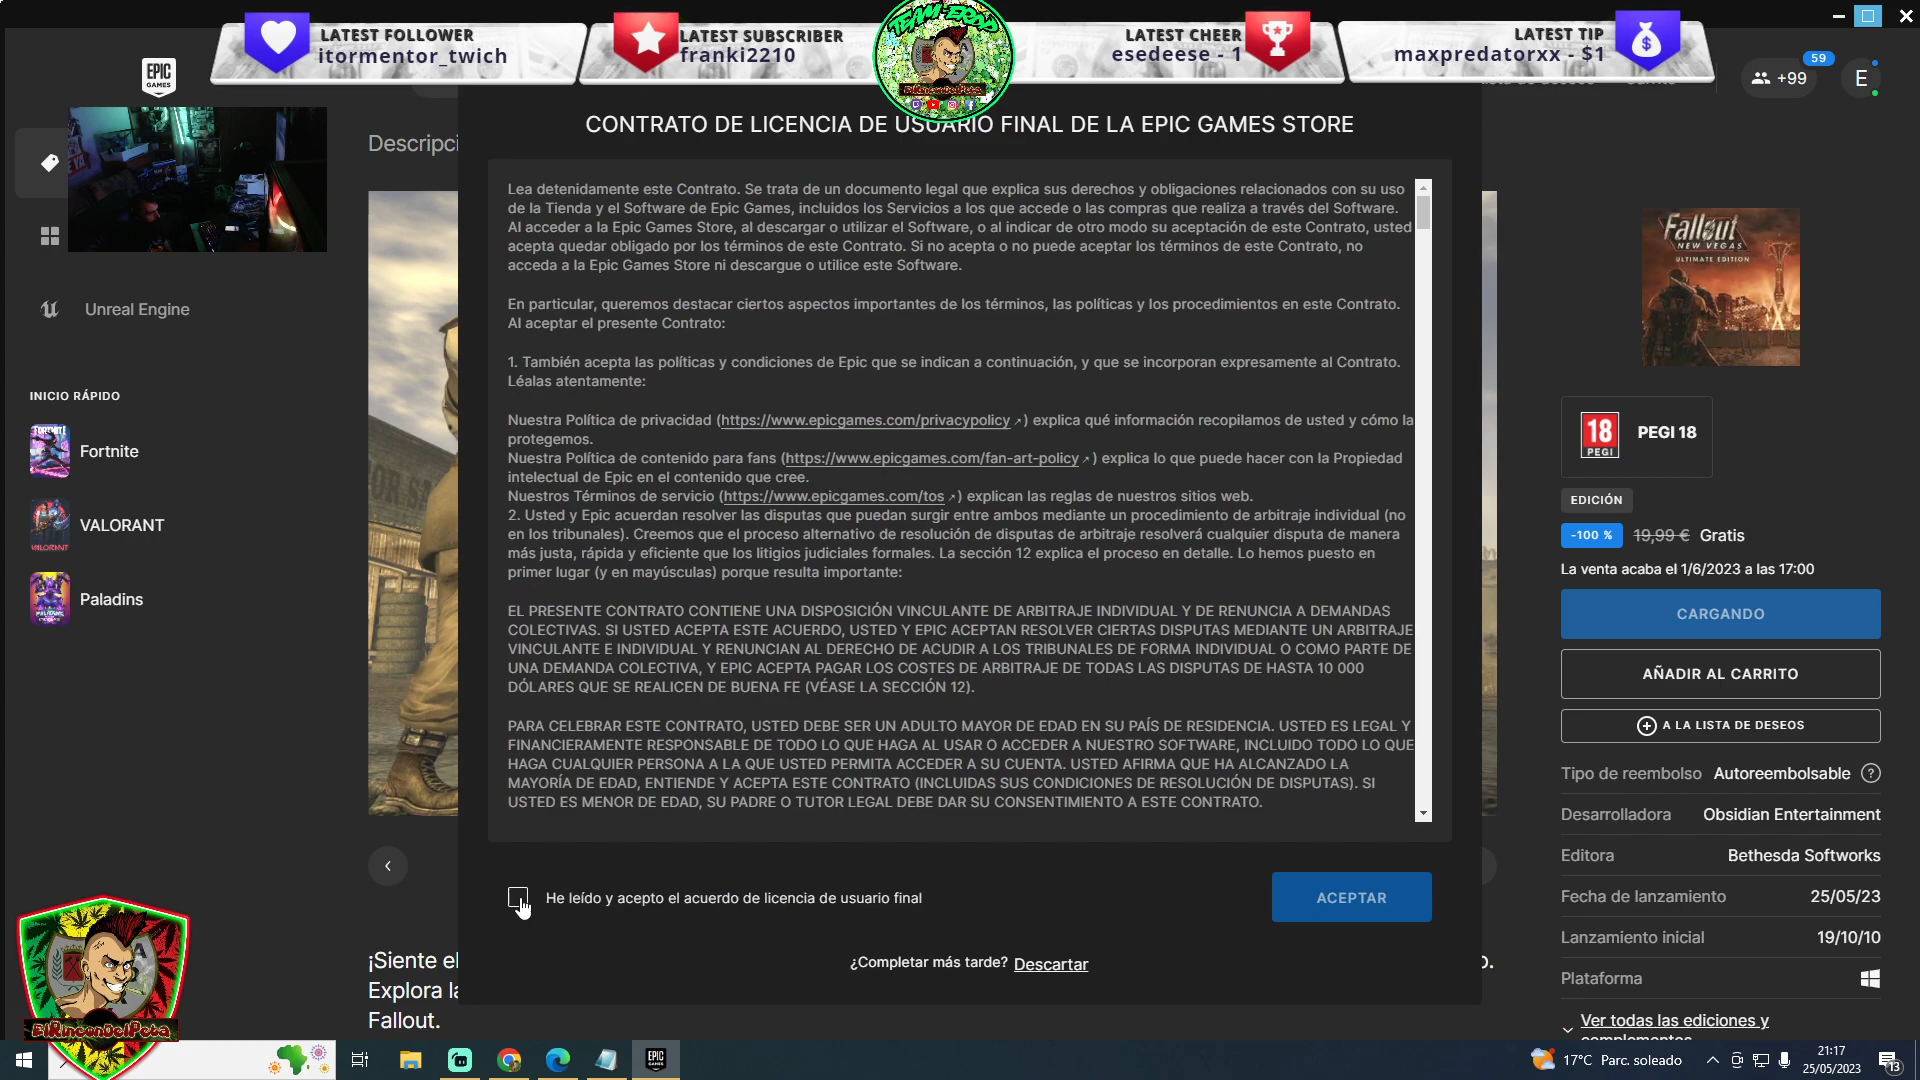 LATEST FOLLOWER
itormentor_twich
LATEST SUBSCRIBER
franki2210
TEAM ERDP
ElRinconDelPeta
LATEST CHEER
esedeese - 1
LATEST TIP
maxpredatorxx - $1
EPIC
GAMES
+99
59
E
Descripci
Unreal Engine
INICIO RÁPIDO
FORTNITE
Fortnite
VALORANT
VALORANT
PALADINS
Paladins
CONTRATO DE LICENCIA DE USUARIO FINAL DE LA EPIC GAMES STORE
Lea detenidamente este Contrato. Se trata de un documento legal que explica sus derechos y obligaciones relacionados con su uso
de la Tienda y el Software de Epic Games, incluidos los Servicios a los que accede o las compras que realiza a través del Software.
Al acceder a la Epic Games Store, al descargar o utilizar el Software, o al indicar de otro modo su aceptación de este Contrato, usted
acepta quedar obligado por los términos de este Contrato. Si no acepta o no puede aceptar los términos de este Contrato, no
acceda a la Epic Games Store ni descargue o utilice este Software.
En particular, queremos destacar ciertos aspectos importantes de los términos, las políticas y los procedimientos en este Contrato.
Al aceptar el presente Contrato:
1. También acepta las políticas y condiciones de Epic que se indican a continuación, y que se incorporan expresamente al Contrato.
Léalas atentamente:
Nuestra Política de privacidad (https://www.epicgames.com/privacypolicy) explica qué información recopilamos de usted y cómo la
protegemos.
Nuestra Política de contenido para fans (https://www.epicgames.com/fan-art-policy) explica lo que puede hacer con la Propiedad
intelectual de Epic en el contenido que cree.
Nuestros Términos de servicio (https://www.epicgames.com/tos) explican las reglas de nuestros sitios web.
2. Usted y Epic acuerdan resolver las disputas que puedan surgir entre ambos mediante un procedimiento de arbitraje individual (no
en los tribunales). Creemos que el proceso alternativo de resolución de disputas de arbitraje resolverá cualquier disputa de manera
más justa, rápida y eficiente que los litigios judiciales formales. La sección 12 explica el proceso en detalle. Lo hemos puesto en
primer lugar (y en mayúsculas) porque resulta importante:
EL PRESENTE CONTRATO CONTIENE UNA DISPOSICIÓN VINCULANTE DE ARBITRAJE INDIVIDUAL Y DE RENUNCIA A DEMANDAS
COLECTIVAS. SI USTED ACEPTA ESTE ACUERDO, USTED Y EPIC ACEPTAN RESOLVER CIERTAS DISPUTAS MEDIANTE UN ARBITRAJE
VINCULANTE E INDIVIDUAL Y RENUNCIAN AL DERECHO DE ACUDIR A LOS TRIBUNALES DE FORMA INDIVIDUAL O COMO PARTE DE
UNA DEMANDA COLECTIVA, Y EPIC ACEPTA PAGAR LOS COSTES DE ARBITRAJE DE TODAS LAS DISPUTAS DE HASTA 10 000
DÓLARES QUE SE REALICEN DE BUENA FE (VÉASE LA SECCIÓN 12).
PARA CELEBRAR ESTE CONTRATO, USTED DEBE SER UN ADULTO MAYOR DE EDAD EN SU PAÍS DE RESIDENCIA. USTED ES LEGAL Y
FINANCIERAMENTE RESPONSABLE DE TODO LO QUE HAGA AL USAR O ACCEDER A NUESTRO SOFTWARE, INCLUIDO TODO LO QUE
HAGA CUALQUIER PERSONA A LA QUE USTED PERMITA ACCEDER A SU CUENTA. USTED AFIRMA QUE HA ALCANZADO LA
MAYORÍA DE EDAD, ENTIENDE Y ACEPTA ESTE CONTRATO (INCLUIDAS SUS CONDICIONES DE RESOLUCIÓN DE DISPUTAS). SI
USTED ES MENOR DE EDAD, SU PADRE O TUTOR LEGAL DEBE DAR SU CONSENTIMIENTO A ESTE CONTRATO.
He leído y acepto el acuerdo de licencia de usuario final
ACEPTAR
¿Completar más tarde? Descartar
¡Siente el
Explora la
Fallout.
o.
Fallout
NEW VEGAS
ULTIMATE EDITION
18
PEGI
PEGI 18
EDICIÓN
-100 % 19,99 € Gratis
La venta acaba el 1/6/2023 a las 17:00
CARGANDO
AÑADIR AL CARRITO
A LA LISTA DE DESEOS
Tipo de reembolso Autoreembolsable ?
Desarrolladora Obsidian Entertainment
Editora Bethesda Softworks
Fecha de lanzamiento 25/05/23
Lanzamiento inicial 19/10/10
Plataforma
Ver todas las ediciones y
ElRinconDelPeta
EPIC
GAMES
17°C Parc. soleado
21:17
25/05/2023
13